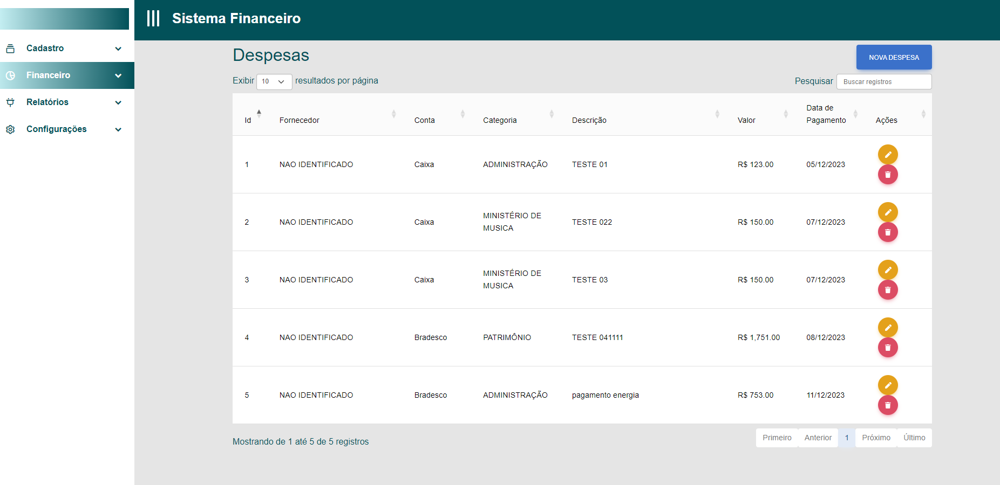 Sistema Financeiro
Cadastro
Financeiro
Relatórios
Configurações
Despesas
NOVA DESPESA
Exibir 10 resultados por página
Pesquisar Buscar registros
Id Fornecedor Conta Categoria Descrição Valor Data de Pagamento Ações
1 NAO IDENTIFICADO Caixa ADMINISTRAÇÃO TESTE 01 R$ 123.00 05/12/2023
2 NAO IDENTIFICADO Caixa MINISTÉRIO DE MUSICA TESTE 022 R$ 150.00 07/12/2023
3 NAO IDENTIFICADO Caixa MINISTÉRIO DE MUSICA TESTE 03 R$ 150.00 07/12/2023
4 NAO IDENTIFICADO Bradesco PATRIMÔNIO TESTE 041111 R$ 1,751.00 08/12/2023
5 NAO IDENTIFICADO Bradesco ADMINISTRAÇÃO pagamento energia R$ 753.00 11/12/2023
Mostrando de 1 até 5 de 5 registros
Primeiro Anterior 1 Próximo Último